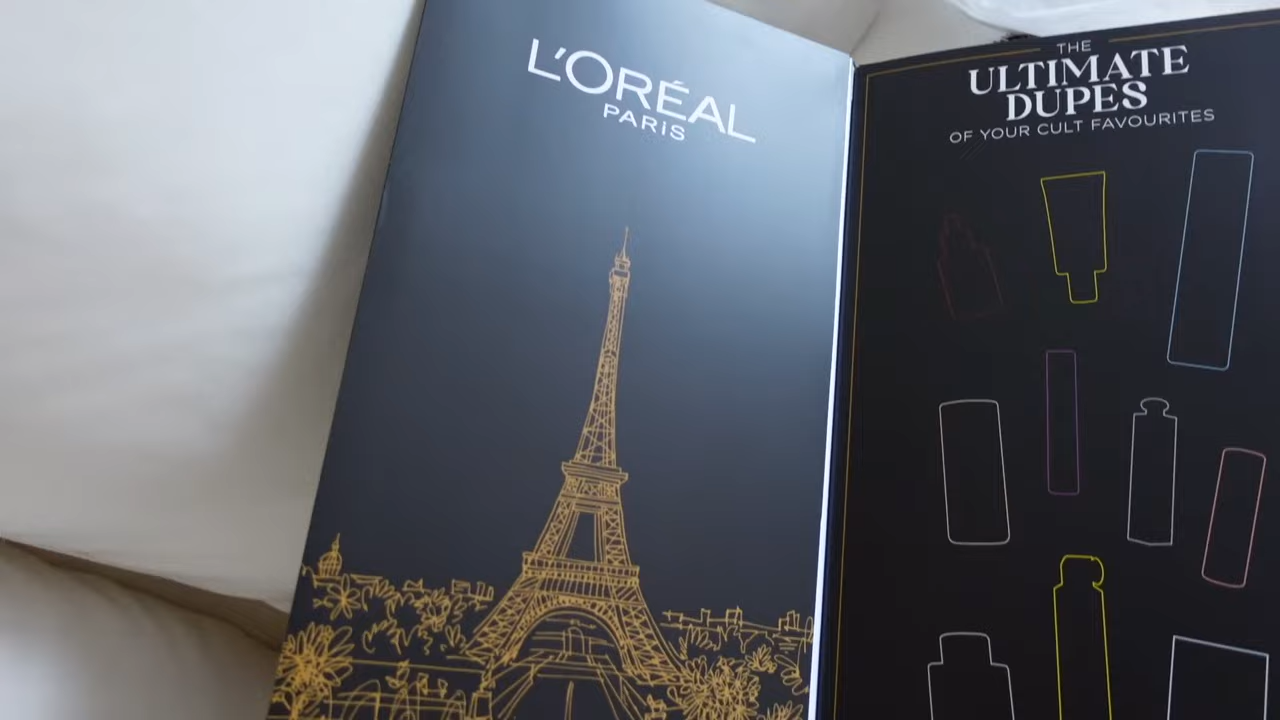 L'ORÉAL
PARIS
THE
ULTIMATE
DUPES
OF YOUR CULT FAVOURITES